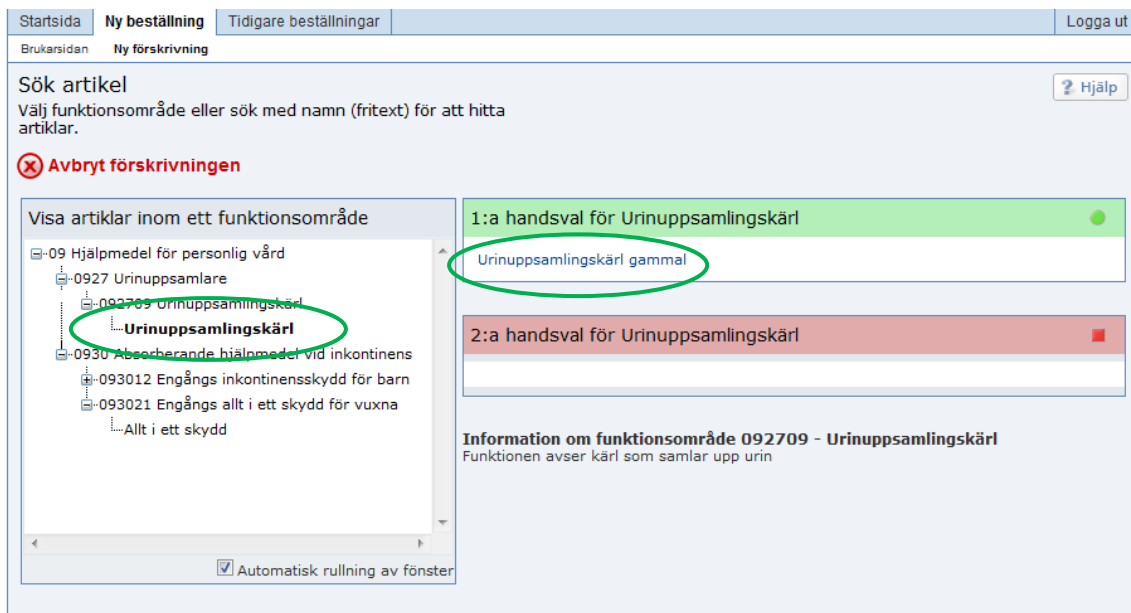 Startsida Ny beställning Tidigare beställningar Logga ut
Brukarsidan Ny förskrivning
Sök artikel
? Hjälp
Välj funktionsområde eller sök med namn (fritext) för att hitta
artiklar.
Avbryt förskrivningen
Visa artiklar inom ett funktionsområde
09 Hjälpmedel för personlig vård
0927 Urinuppsamlare
092709 Urinuppsamlingskärl
Urinuppsamlingskärl
0930 Absorberande hjälpmedel vid inkontinens
093012 Engångs inkontinensskydd för barn
093021 Engångs allt i ett skydd för vuxna
Allt i ett skydd
Automatisk rullning av fönster
1:a handsval för Urinuppsamlingskärl
Urinuppsamlingskärl gammal
2:a handsval för Urinuppsamlingskärl
Information om funktionsområde 092709 - Urinuppsamlingskärl
Funktionen avser kärl som samlar upp urin